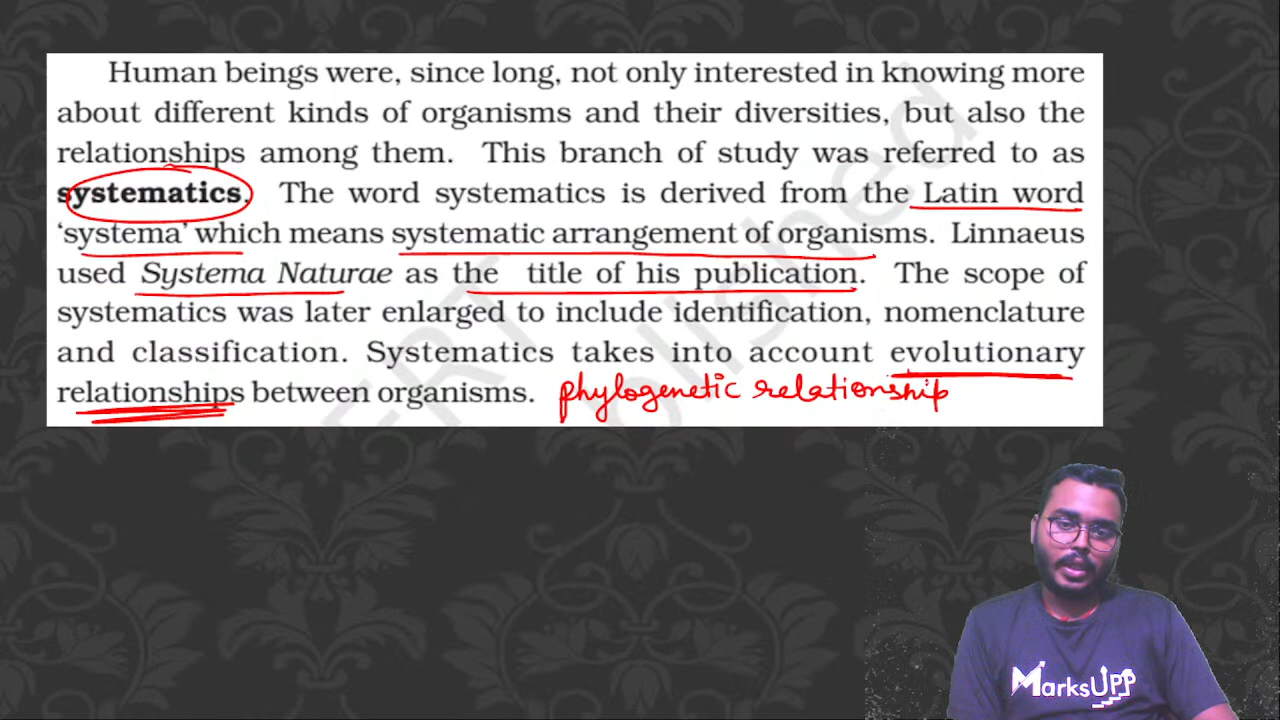 Human beings were, since long, not only interested in knowing more
about different kinds of organisms and their diversities, but also the
relationships among them. This branch of study was referred to as
systematics. The word systematics is derived from the Latin word
‘systema’ which means systematic arrangement of organisms. Linnaeus
used Systema Naturae as the title of his publication. The scope of
systematics was later enlarged to include identification, nomenclature
and classification. Systematics takes into account evolutionary
relationships between organisms. phylogenetic relationship
MarksUPP